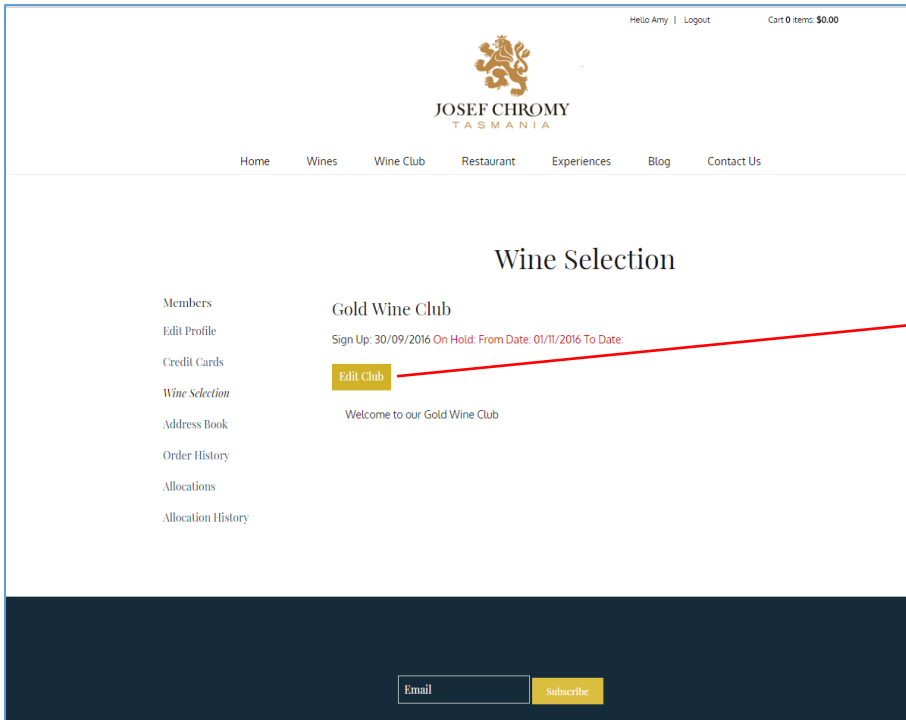 Hello Amy | Logout Cart 0 items: $0.00
JOSEF CHROMY
TASMANIA
Home Wines Wine Club Restaurant Experiences Blog Contact Us
Wine Selection
Members
Edit Profile
Credit Cards
Wine Selection
Address Book
Order History
Allocations
Allocation History
Gold Wine Club
Sign Up: 30/09/2016 On Hold: From Date: 01/11/2016 To Date:
Edit Club
Welcome to our Gold Wine Club
Email Subscribe